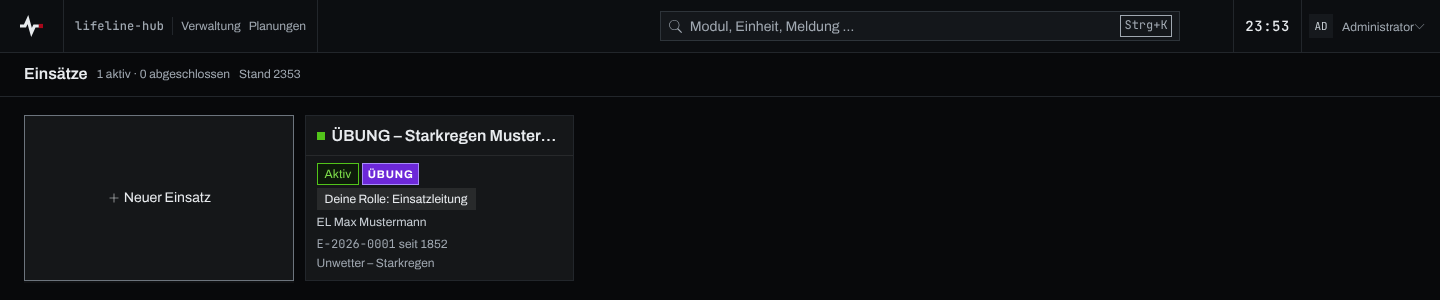 lifeline-hub Verwaltung Planungen Modul, Einheit, Meldung ... Strg+K 23:53 AD Administrator
Einsätze 1 aktiv · 0 abgeschlossen Stand 2353
+ Neuer Einsatz
ÜBUNG – Starkregen Muster...
Aktiv ÜBUNG
Deine Rolle: Einsatzleitung
EL Max Mustermann
E-2026-0001 seit 1852
Unwetter – Starkregen